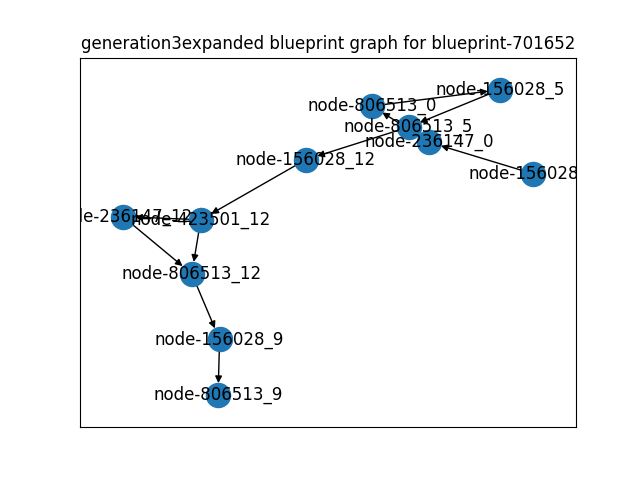 generation3expanded blueprint graph for blueprint-701652
node-156028_5
node-806513_0
node-806513_5
node-236147_0
node-156028_12
node-156028
de-236147_12
node-423501_12
node-806513_12
node-156028_9
node-806513_9